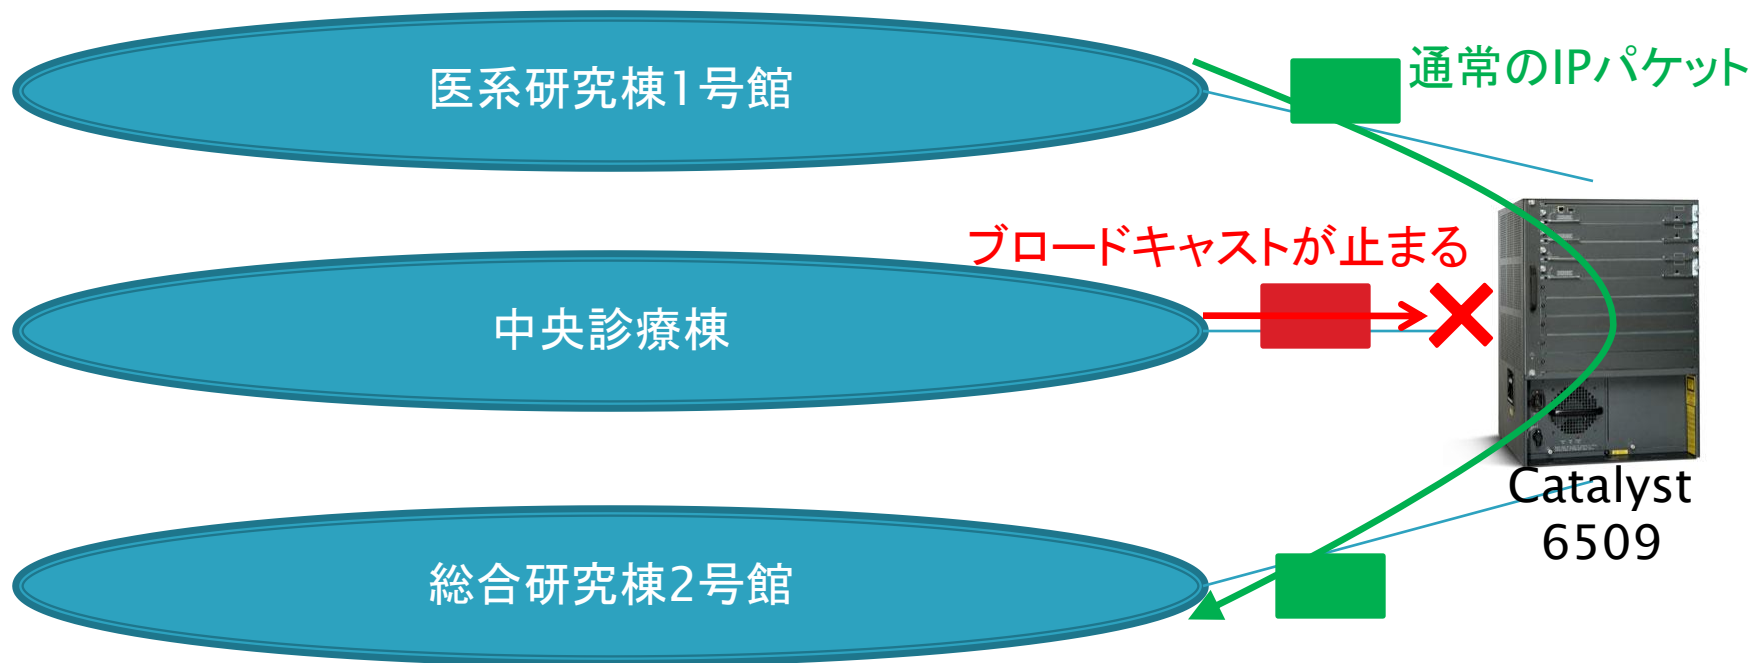 医系研究棟1号館
通常のIPパケット
ブロードキャストが止まる
中央診療棟
Catalyst
6509
総合研究棟2号館